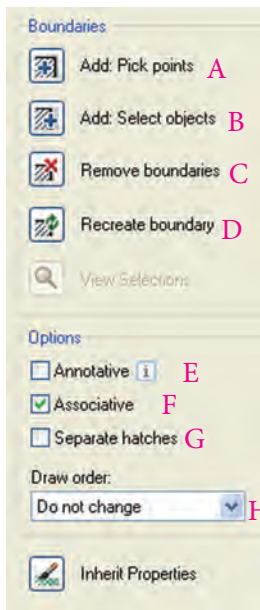 Boundaries
Add: Pick points A
Add: Select objects B
Remove boundaries C
Recreate boundary D
View Selections
Options
Annotative i E
Associative F
Separate hatches G
Draw order:
Do not change H
Inherit Properties